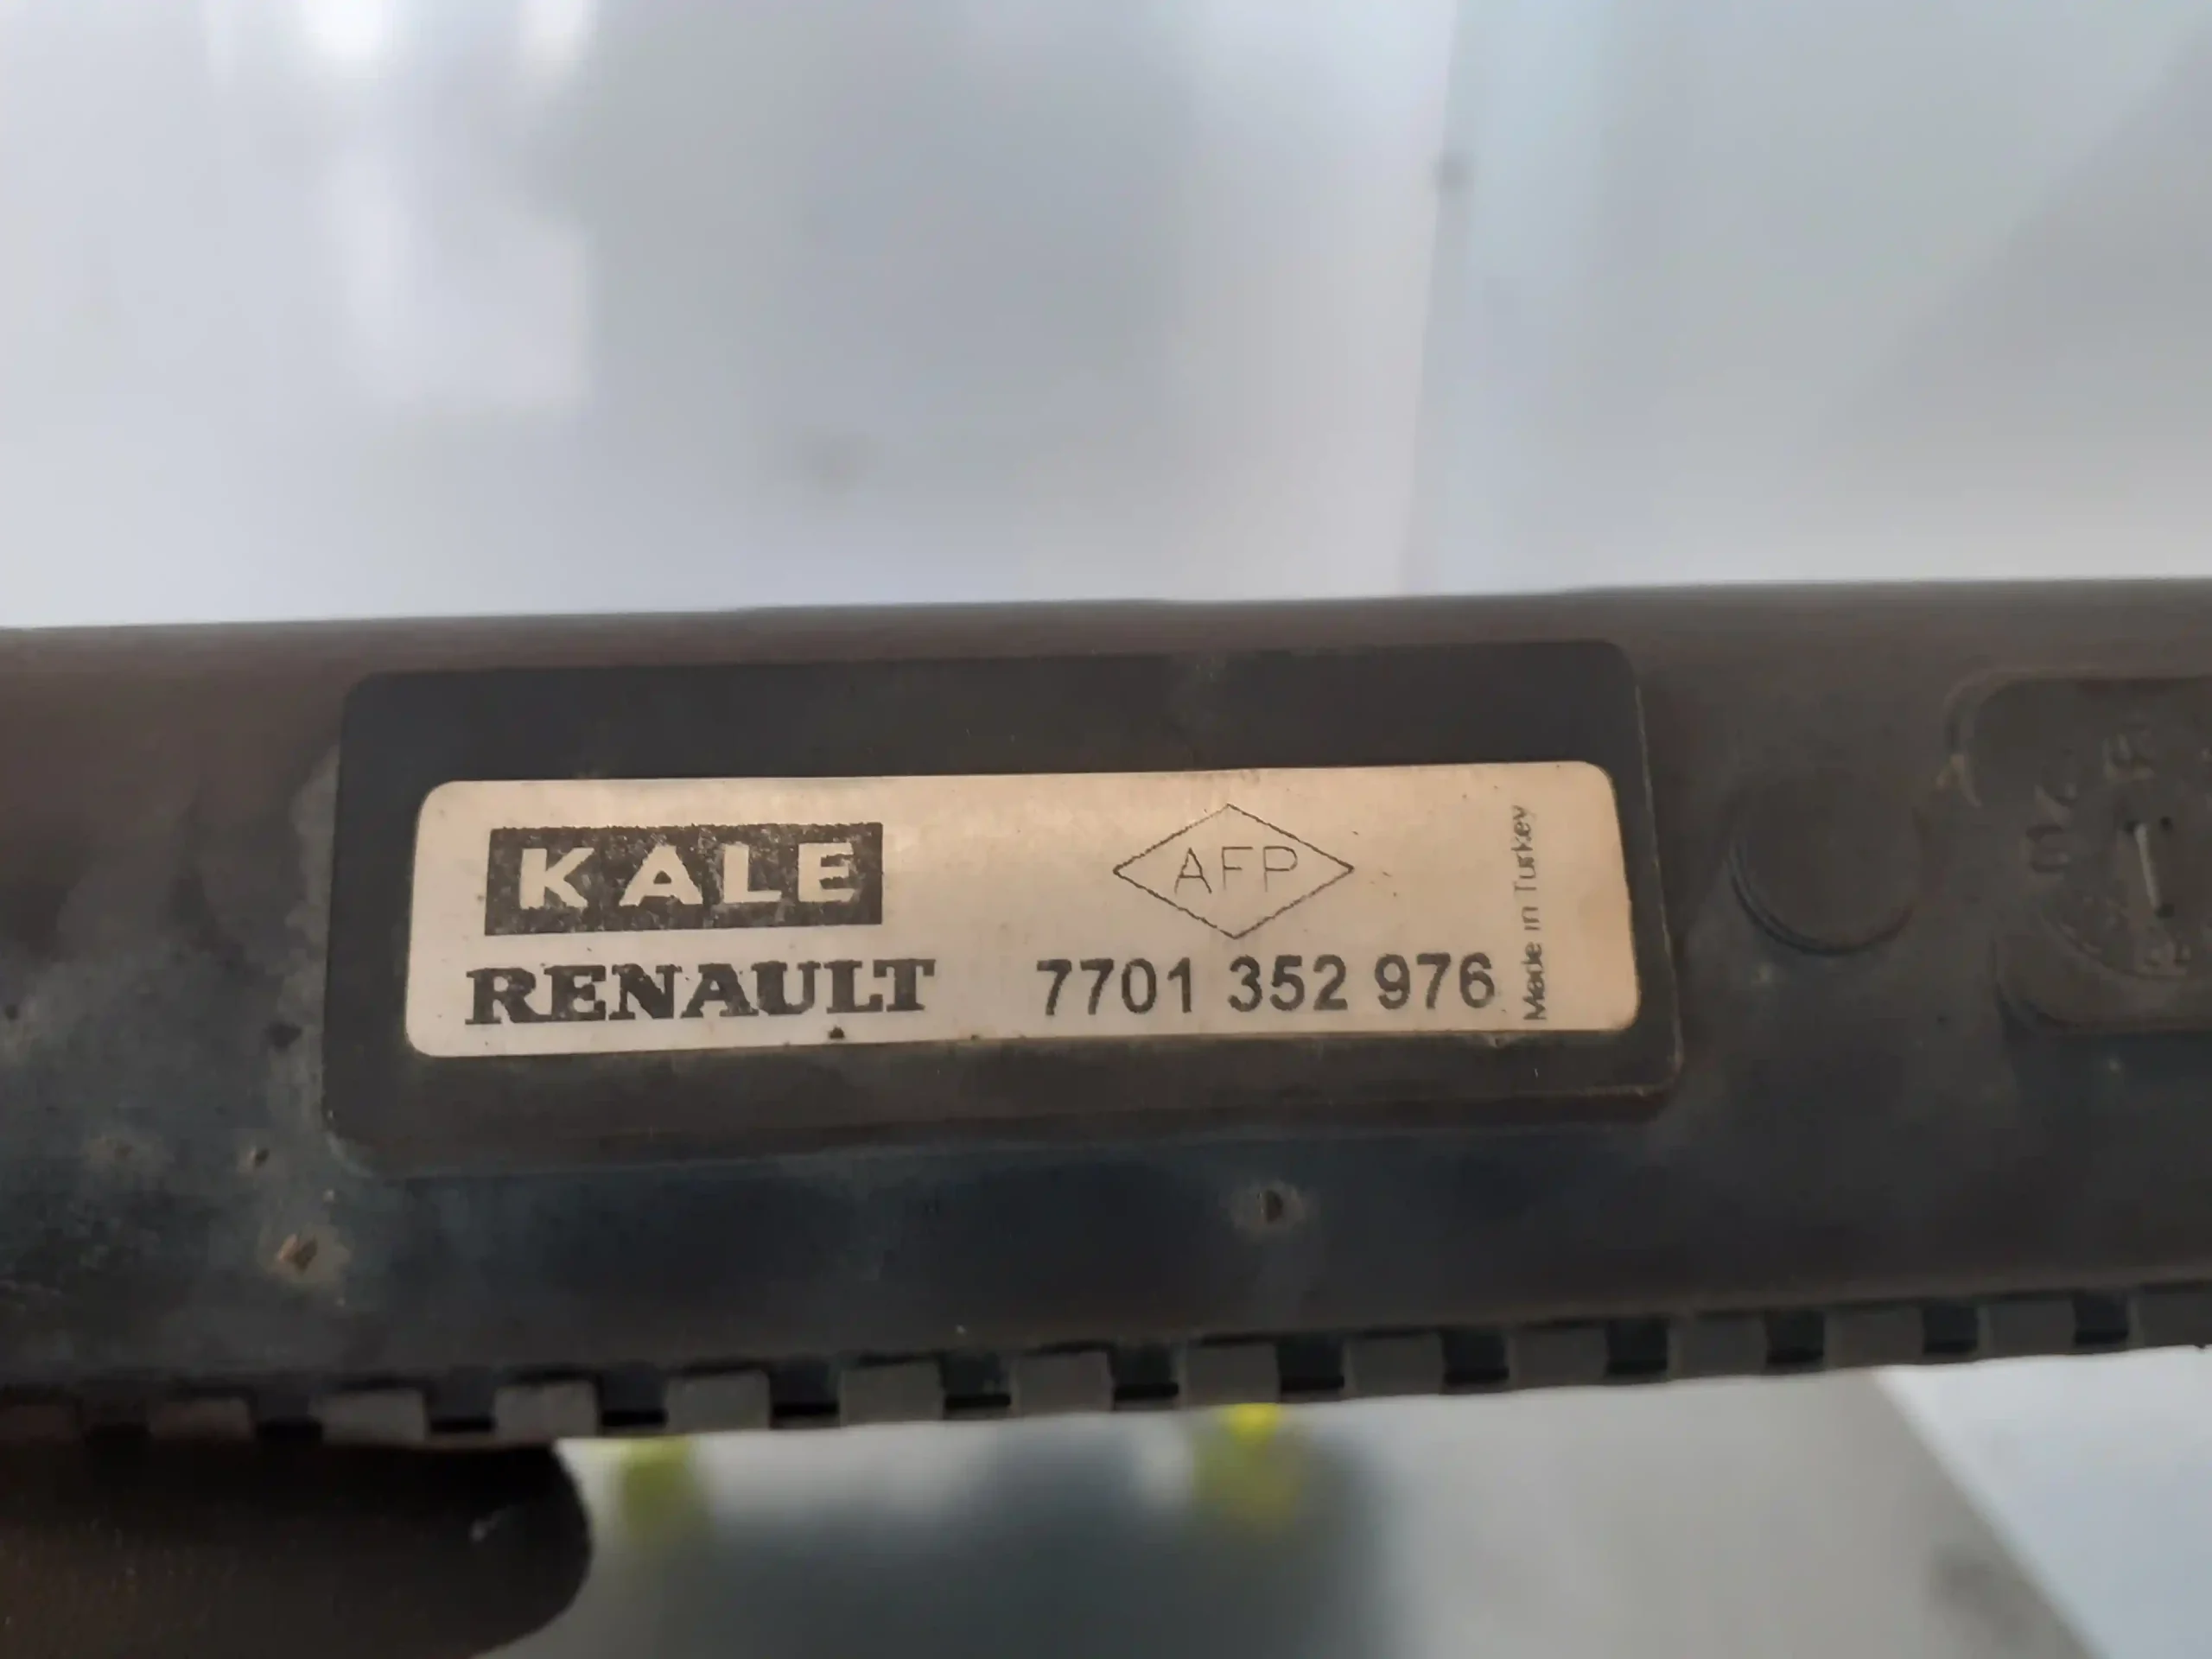 KALE
AFP
RENAULT 7701 352 976
Made in Turkey